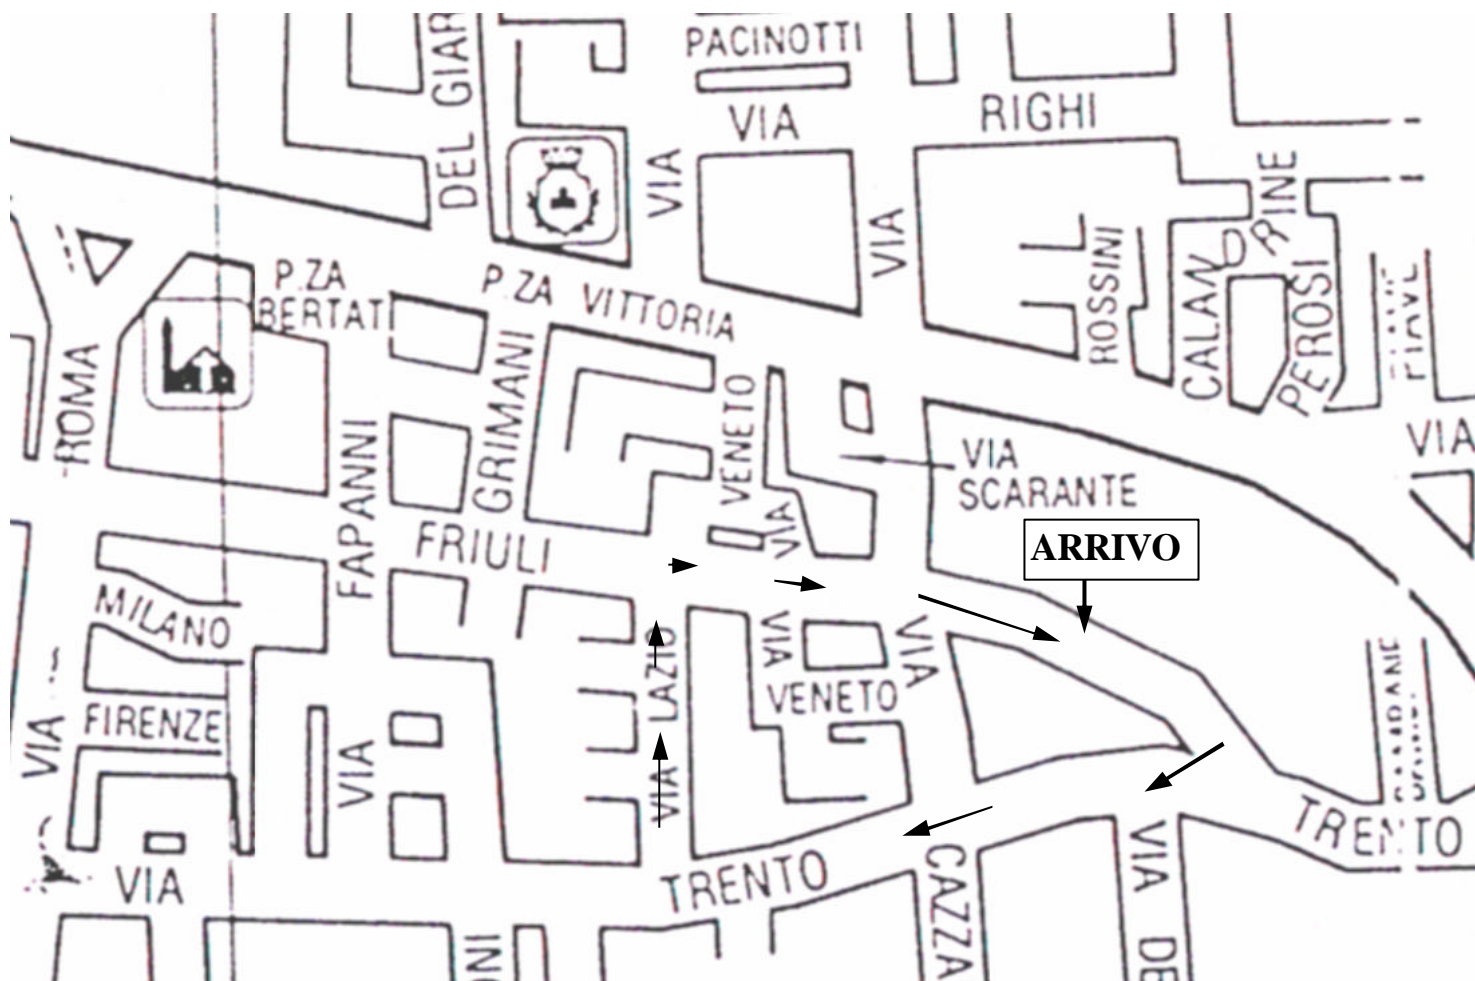 PACINOTTI
DEL GIAR
VIA
RIGHI
VIA
VIA
CALANDRINE
ROSSINI
PEROSI
PIAVE
P.ZA
BERTATI
P.ZA VITTORIA
ROMA
GRIMANI
VENETO
VIA
VIA
SCARANTE
FAPANNI
FRIULI
VIA
ARRIVO
MILANO
VIA LAZIO
VIA
VENETO
VIA
VIA
FIRENZE
VIA
TRENTO
VIA
TRENTO
CAZZA
VIA DE
ONI